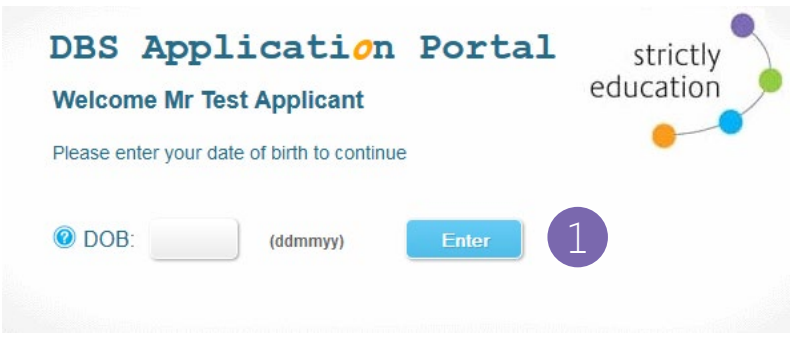 DBS Application Portal
strictly
education
Welcome Mr Test Applicant
Please enter your date of birth to continue
? DOB:
(ddmmyy)
Enter
1